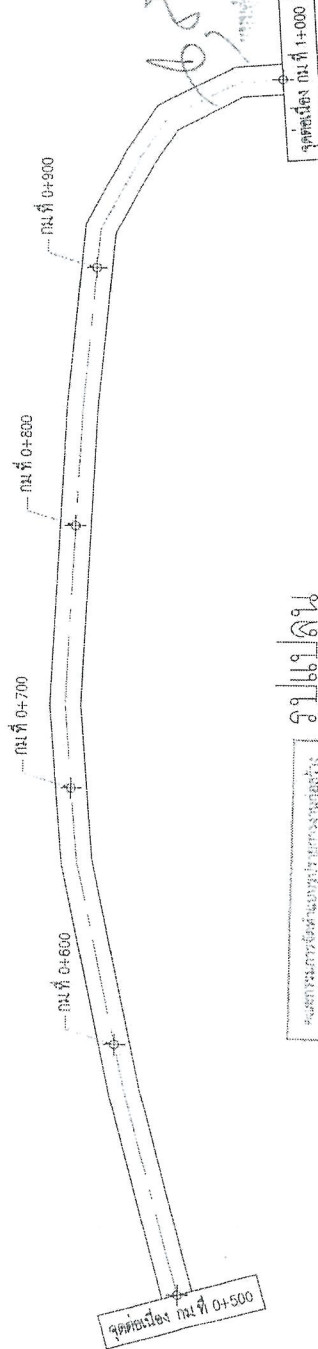 จุดต่อเนื่อง กม.ที่ 0+500
กม.ที่ 0+600
กม.ที่ 0+700
กม.ที่ 0+800
กม.ที่ 0+900
จุดต่อเนื่อง กม.ที่ 1+000
รูปแปลน